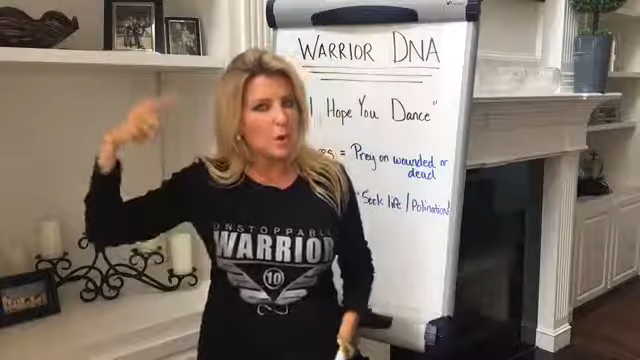 WARRIOR DNA
I Hope You Dance"
= Prey on wounded or
dead
"Seek life / Polination
UNSTOPPABLE
WARRIOR
10